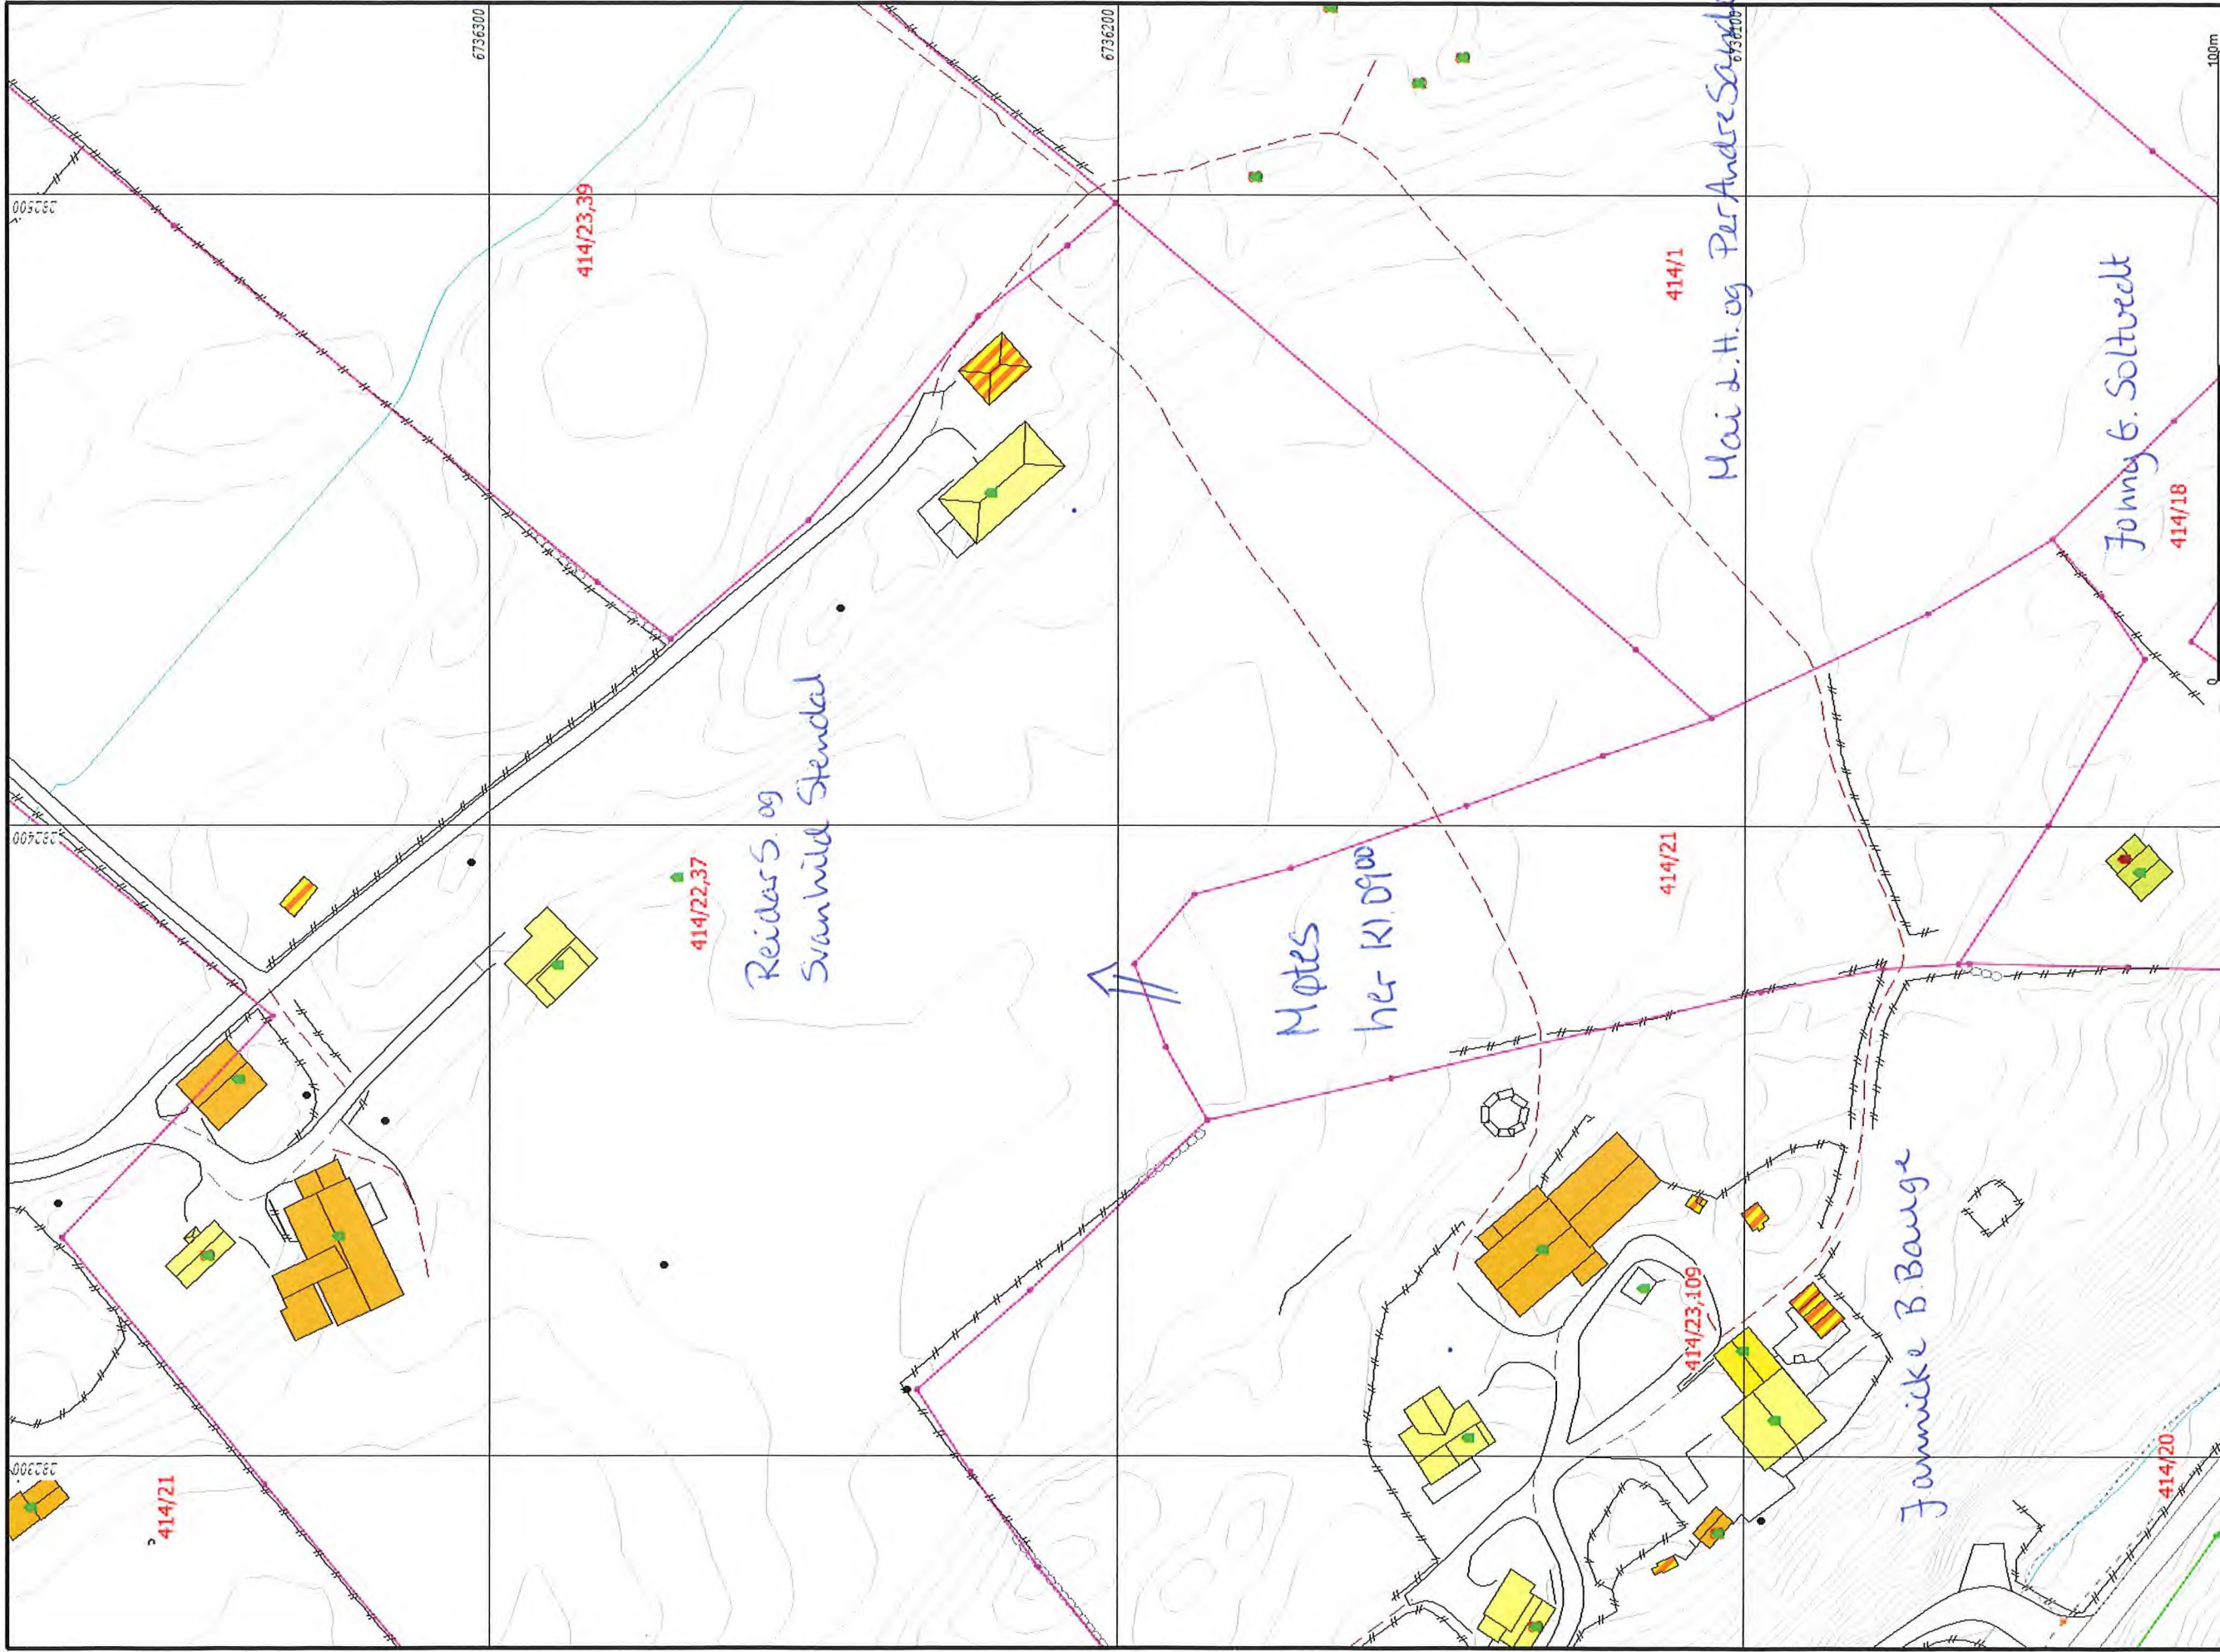 282500
282400
282300
6736300
6736200
6736100
414/21
414/23,39
414/22,37
Reidar S. og
Svanhild Stendal
Møtes
her Kl. 0900
414/21
414/1
Mai L.H. og Per Andre
414/23,109
Jannicke B. Bauge
Jonny G. Soltvedt
414/18
414/20
0
100m